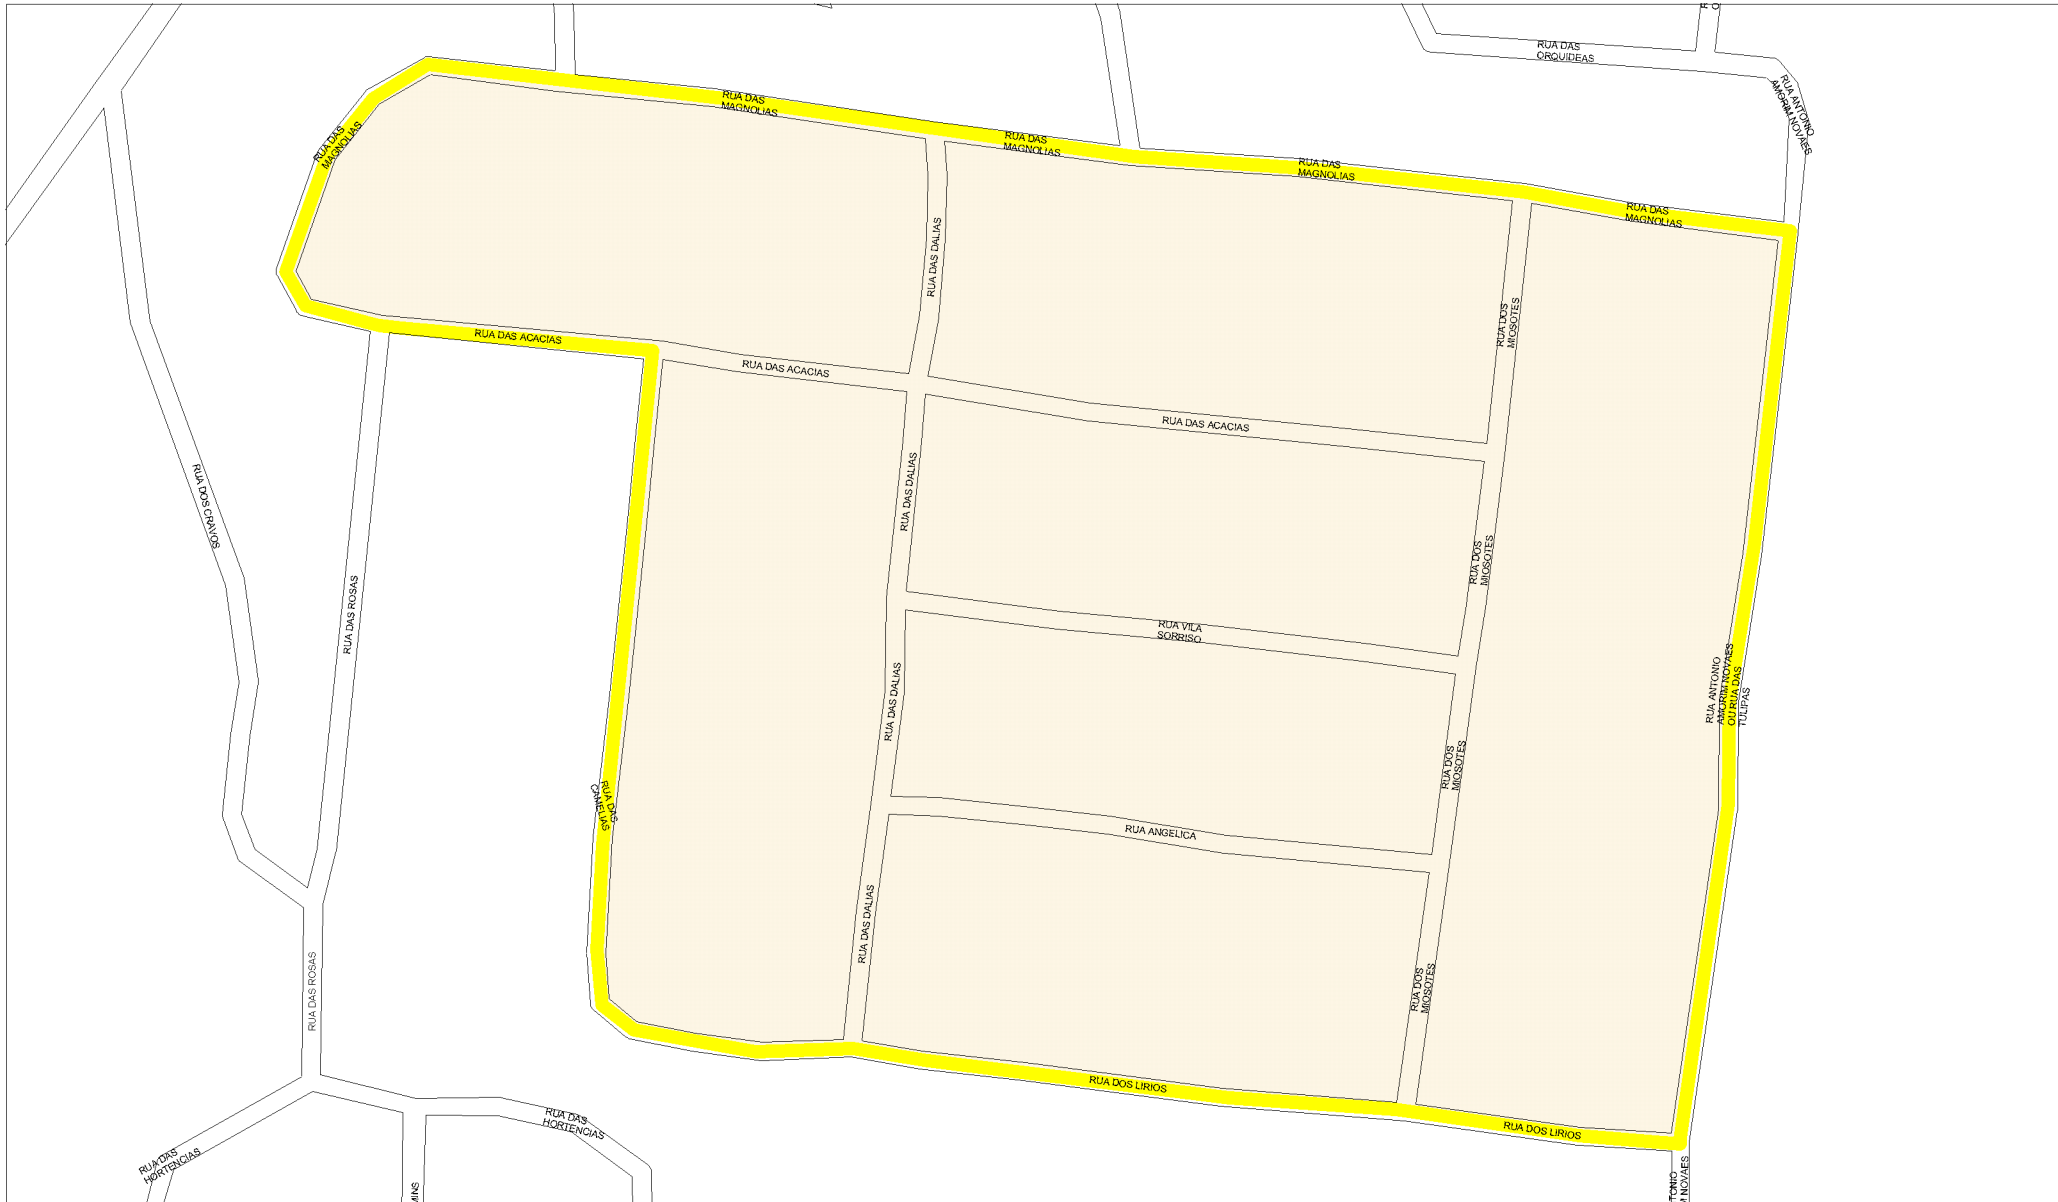 RUA DAS
ORQUIDEAS
RUA ANTONIO
AMORIM NOVAES
RUA DAS
MAGNOLIAS
RUA DAS
MAGNOLIAS
RUA DAS
MAGNOLIAS
RUA DAS
MAGNOLIAS
RUA DAS
MAGNOLIAS
RUA DAS DALIAS
RUA DOS
MIOSOTES
RUA DAS ACACIAS
RUA DAS ACACIAS
RUA DAS ACACIAS
RUA DOS CRAVOS
RUA DAS DALIAS
RUA DOS
MIOSOTES
RUA DAS ROSAS
RUA VILA
SORRISO
RUA DAS DALIAS
RUA ANTONIO
AMORIM NOVAES
OU RUA DAS
TULIPAS
RUA DOS
MIOSOTES
RUA DAS
CAMELIAS
RUA ANGELICA
RUA DAS DALIAS
RUA DAS ROSAS
RUA DOS
MIOSOTES
RUA DOS LIRIOS
RUA DOS LIRIOS
RUA DAS
HORTENCIAS
RUA DAS
HORTENCIAS
MINS
TONIO
M NOVAES